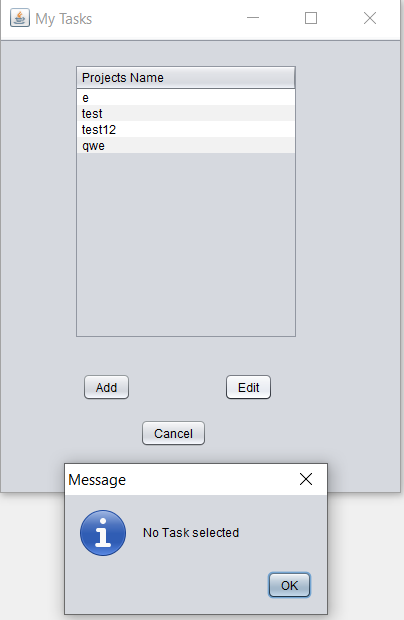 My Tasks
Projects Name
e
test
test12
qwe
Add
Edit
Cancel
Message
No Task selected
OK